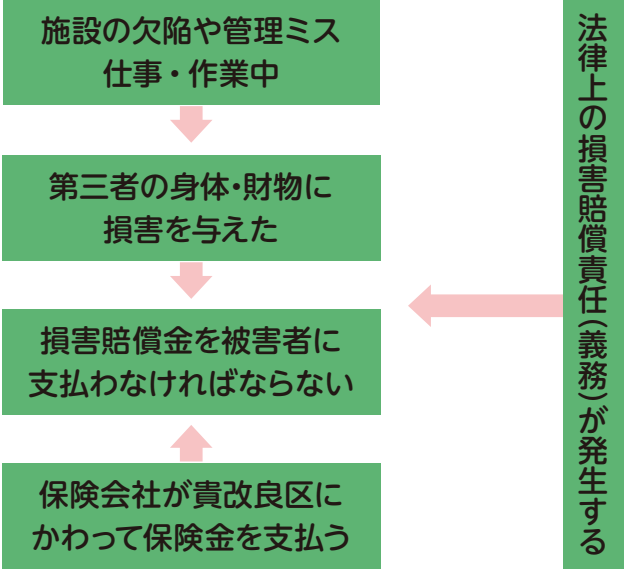 施設の欠陥や管理ミス
仕事・作業中
第三者の身体・財物に
損害を与えた
損害賠償金を被害者に
支払わなければならない
保険会社が貴改良区に
かわって保険金を支払う
法律上の損害賠償責任(義務)が発生する